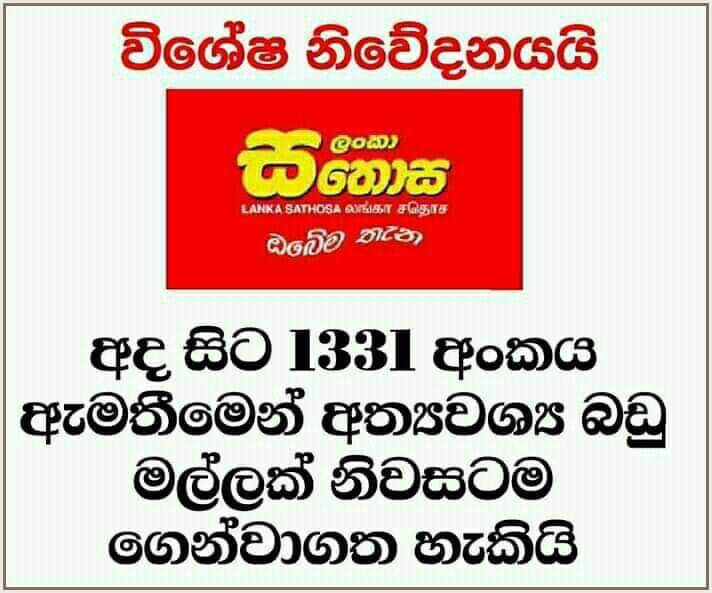 විශේෂ නිවේදනයයි
ලංකා
සතොස
LANKA SATHOSA லங்கா சதொச
ඔබේම තැන
අද සිට 1331 අංකය
ඇමතීමෙන් අත්‍යවශ්‍ය බඩු
මල්ලක් නිවසටම
ගෙන්වාගත හැකියි